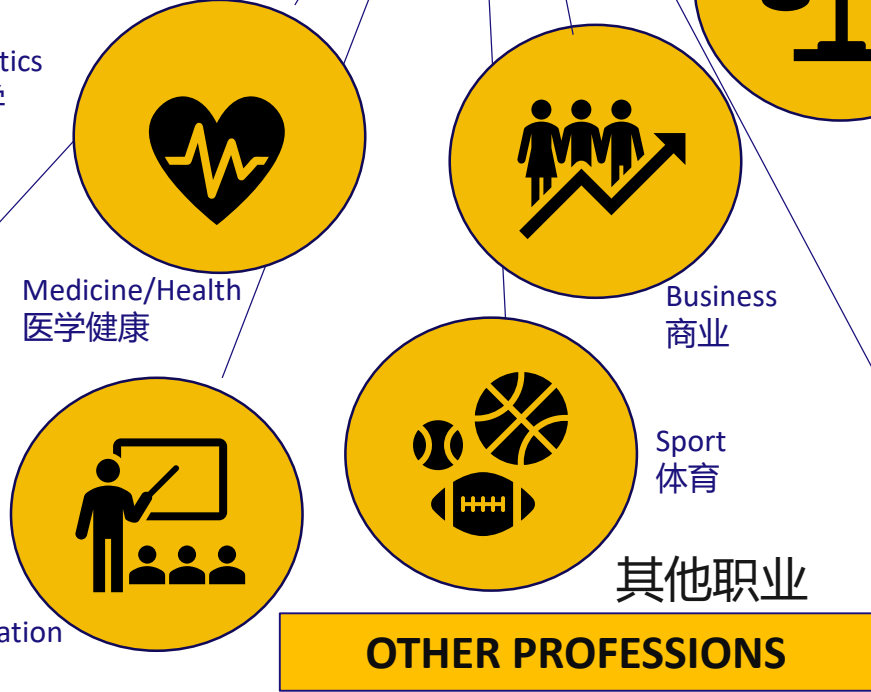 tics
Medicine/Health
医学健康
Business
商业
Sport
体育
其他职业
ation
OTHER PROFESSIONS